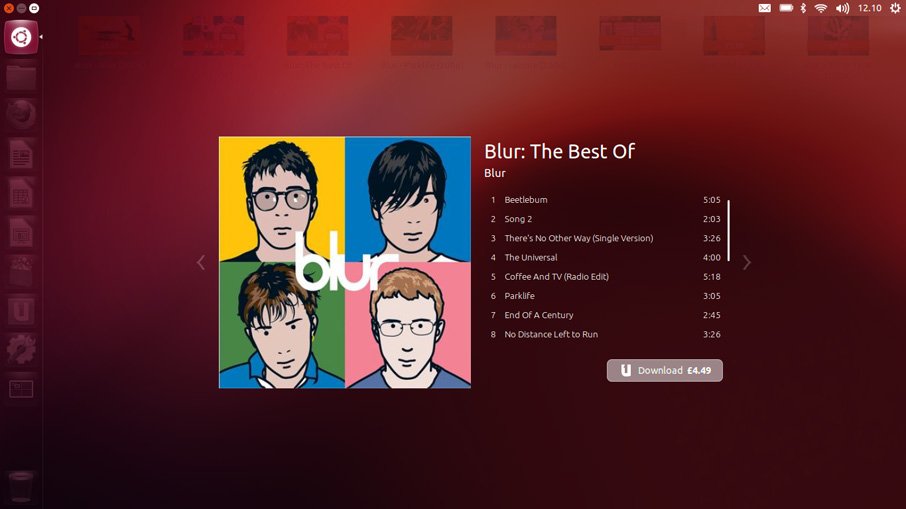 12.10
Blur: The Best Of
Blur
1 Beetlebum 5:05
2 Song 2 2:03
3 There's No Other Way (Single Version) 3:26
4 The Universal 4:00
5 Coffee And TV (Radio Edit) 5:18
6 Parklife 3:05
7 End Of A Century 2:45
8 No Distance Left to Run 3:26
blur
Download £4.49